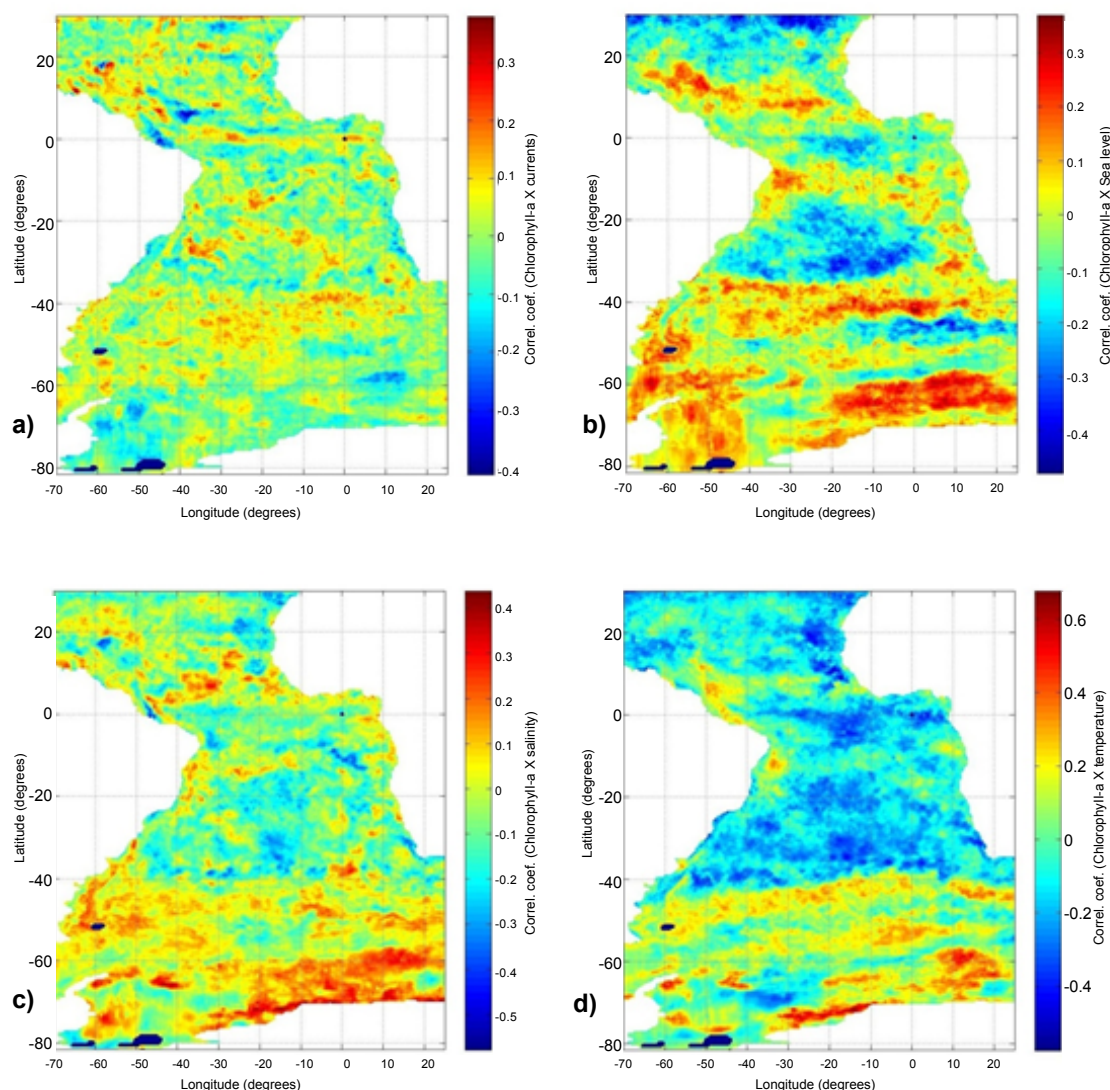 20
0
-20
-40
-60
-80
-70 -60 -50 -40 -30 -20 -10 0 10 20
Longitude (degrees)
Latitude (degrees)
a)
0.3
0.2
0.1
0
-0.1
-0.2
-0.3
-0.4
Correl. coef. (Chlorophyll-a X currents)
20
0
-20
-40
-60
-80
-70 -60 -50 -40 -30 -20 -10 0 10 20
Longitude (degrees)
Latitude (degrees)
b)
0.3
0.2
0.1
0
-0.1
-0.2
-0.3
-0.4
Correl. coef. (Chlorophyll-a X Sea level)
20
0
-20
-40
-60
-80
-70 -60 -50 -40 -30 -20 -10 0 10 20
Longitude (degrees)
Latitude (degrees)
c)
0.4
0.3
0.2
0.1
0
-0.1
-0.2
-0.3
-0.4
-0.5
Correl. coef. (Chlorophyll-a X salinity)
20
0
-20
-40
-60
-80
-70 -60 -50 -40 -30 -20 -10 0 10 20
Longitude (degrees)
Latitude (degrees)
d)
0.6
0.4
0.2
0
-0.2
-0.4
Correl. coef. (Chlorophyll-a X temperature)